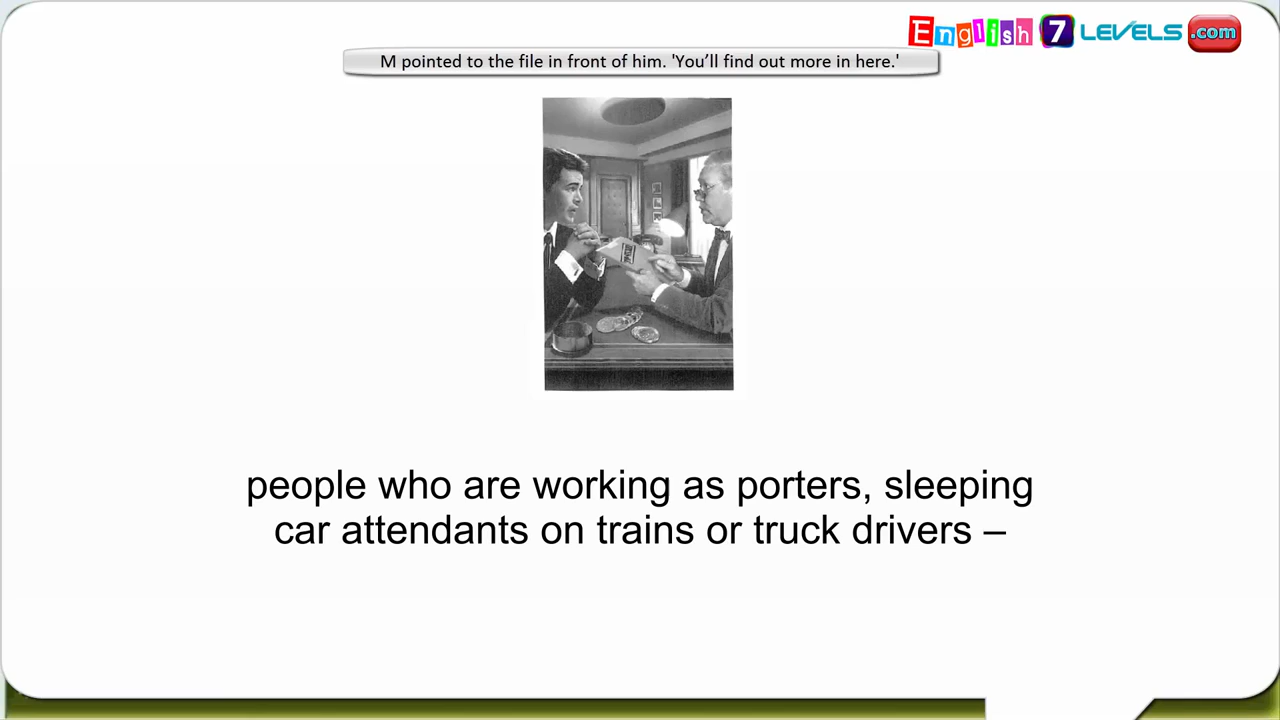 English 7 LEVELS .com
M pointed to the file in front of him. 'You’ll find out more in here.'
people who are working as porters, sleeping
car attendants on trains or truck drivers –